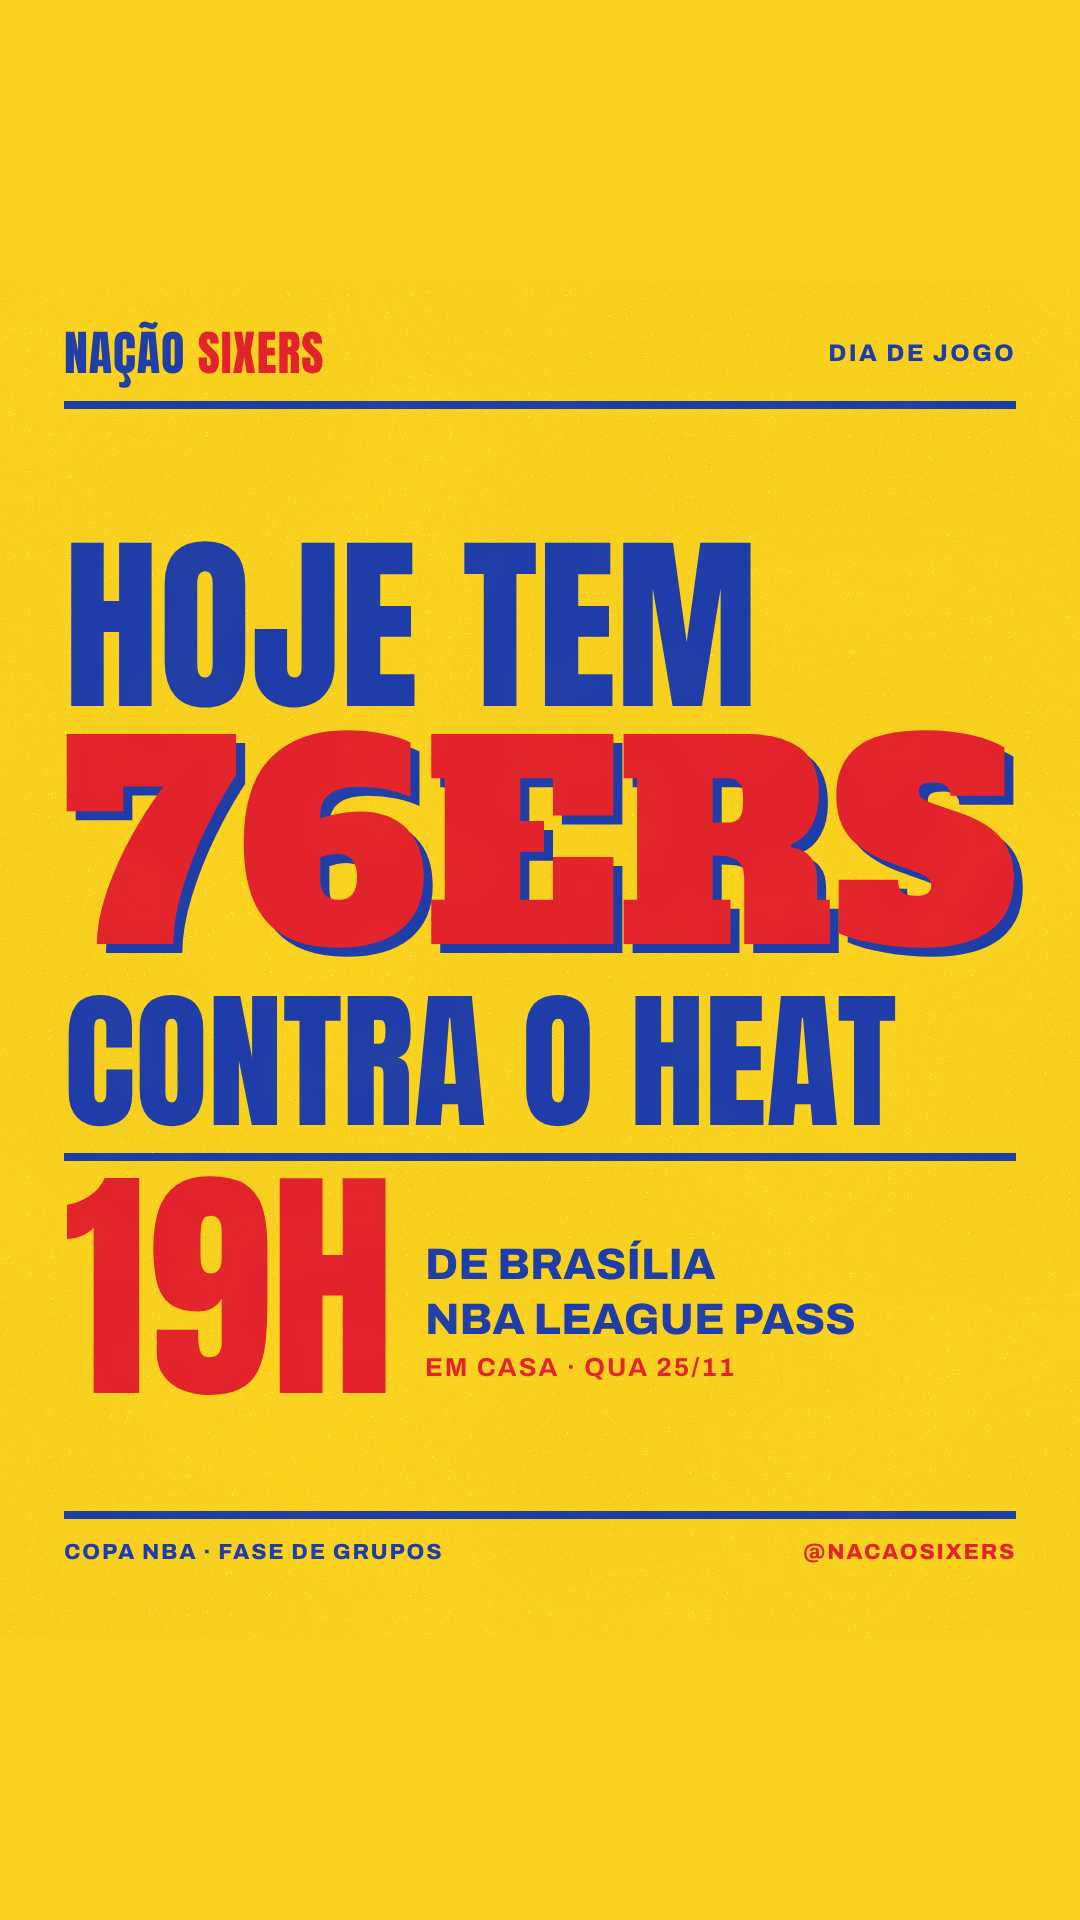 NAÇÃO SIXERS
DIA DE JOGO
HOJE TEM
76ERS
CONTRA O HEAT
19H
DE BRASÍLIA
NBA LEAGUE PASS
EM CASA · QUA 25/11
COPA NBA · FASE DE GRUPOS
@NACAOSIXERS